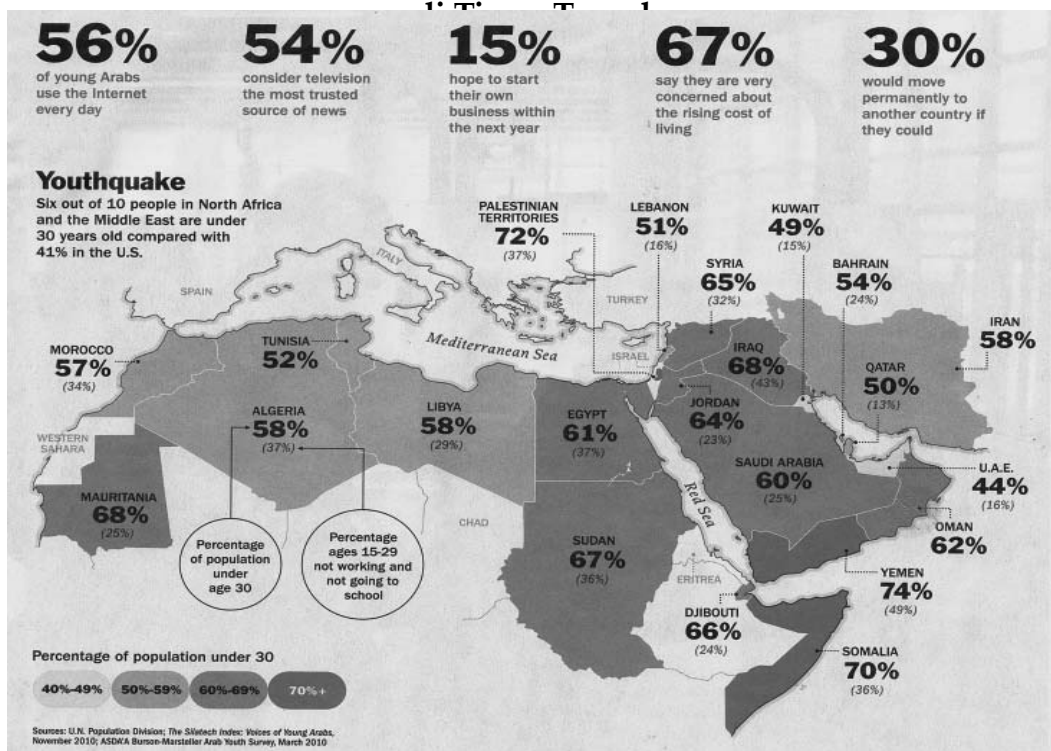 56%
of young Arabs
use the Internet
every day
54%
consider television
the most trusted
source of news
15%
hope to start
their own
business within
the next year
67%
say they are very
concerned about
the rising cost of
living
30%
would move
permanently to
another country if
they could
Youthquake
Six out of 10 people in North Africa
and the Middle East are under
30 years old compared with
41% in the U.S.
PALESTINIAN
TERRITORIES
72%
(37%)
LEBANON
51%
(16%)
KUWAIT
49%
(15%)
SYRIA
65%
(32%)
BAHRAIN
54%
(24%)
IRAN
58%
ITALY
SPAIN
TURKEY
Mediterranean Sea
ISRAEL
MOROCCO
57%
(34%)
TUNISIA
52%
IRAQ
68%
(43%)
QATAR
50%
(13%)
ALGERIA
58%
(37%)
LIBYA
58%
(29%)
EGYPT
61%
(37%)
JORDAN
64%
(23%)
WESTERN
SAHARA
SAUDI ARABIA
60%
(25%)
U.A.E.
44%
(16%)
MAURITANIA
68%
(25%)
Red Sea
CHAD
OMAN
62%
Percentage
of population
under
age 30
Percentage
ages 15-29
not working and
not going to
school
SUDAN
67%
(36%)
ERITREA
YEMEN
74%
(49%)
DJIBOUTI
66%
(24%)
SOMALIA
70%
(36%)
Percentage of population under 30
40%-49%
50%-59%
60%-69%
70%+
Sources: U.N. Population Division; The Silatech Index: Voices of Young Arabs,
November 2010; ASDA'A Burson-Marsteller Arab Youth Survey, March 2010